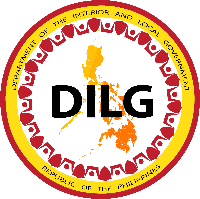 DEPARTMENT OF THE INTERIOR AND LOCAL GOVERNMENT
DILG
REPUBLIC OF THE PHILIPPINES